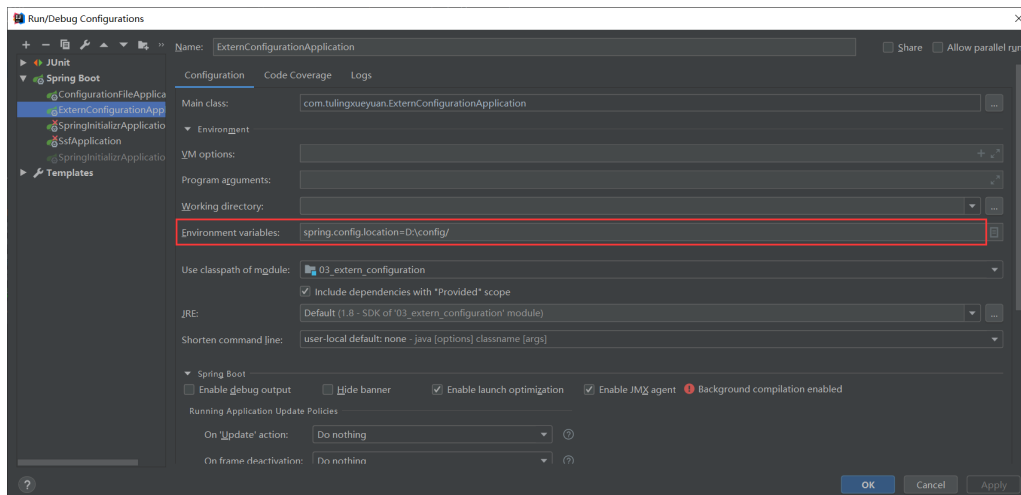 Run/Debug Configurations
Name: ExternConfigurationApplication
Share
Allow parallel run
JUnit
Spring Boot
ConfigurationFileApplica
ExternConfigurationApp
SpringInitializrApplicatio
SsfApplication
SpringInitializrApplicatio
Templates
Configuration Code Coverage Logs
Main class: com.tulingxueyuan.ExternConfigurationApplication
Environment
VM options:
Program arguments:
Working directory:
Environment variables: spring.config.location=D:\config/
Use classpath of module: 03_extern_configuration
Include dependencies with "Provided" scope
JRE: Default (1.8 - SDK of '03_extern_configuration' module)
Shorten command line: user-local default: none - java [options] classname [args]
Spring Boot
Enable debug output Hide banner Enable launch optimization Enable JMX agent Background compilation enabled
Running Application Update Policies
On 'Update' action: Do nothing
On frame deactivation: Do nothing
OK Cancel Apply